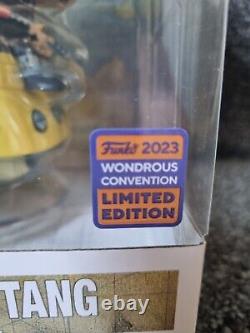 Funko 2023
WONDROUS
CONVENTION
LIMITED
EDITION
TANG